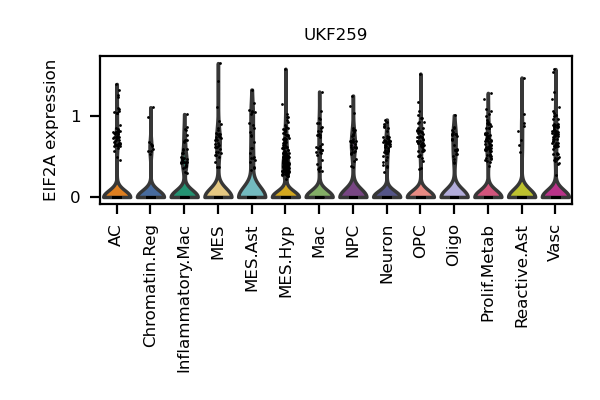 UKF259
EIF2A expression
1
0
AC
Chromatin.Reg
Inflammatory.Mac
MES
MES.Ast
MES.Hyp
Mac
NPC
Neuron
OPC
Oligo
Prolif.Metab
Reactive.Ast
Vasc